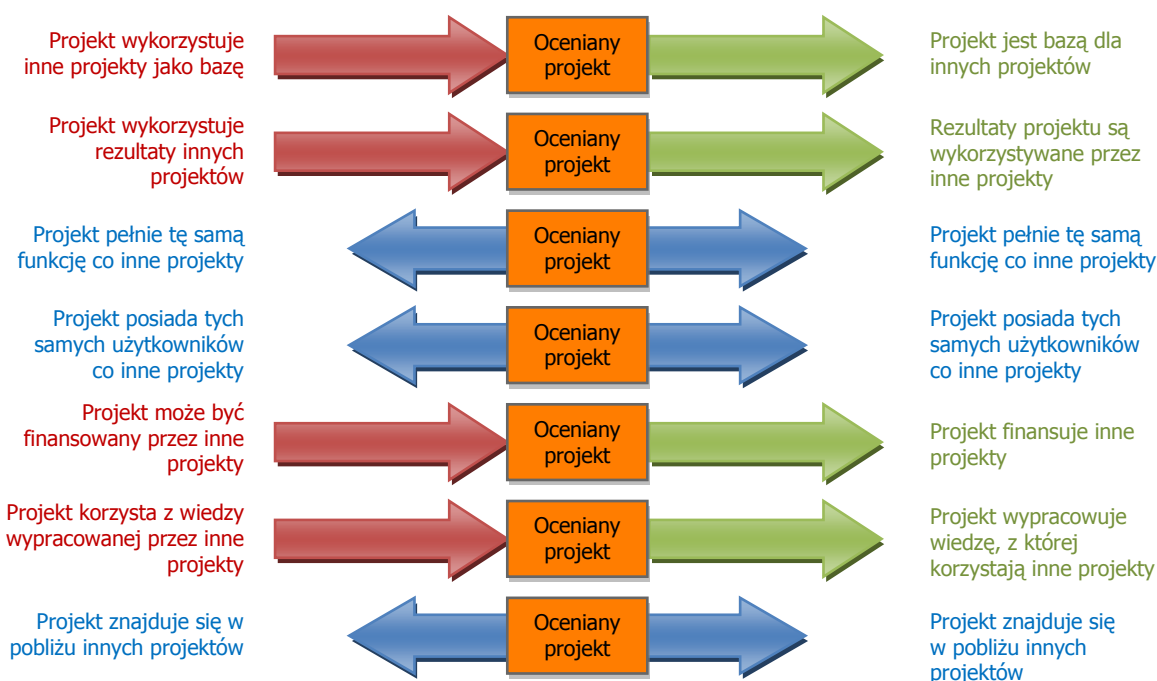 Projekt wykorzystuje
inne projekty jako bazę
Oceniany
projekt
Projekt jest bazą dla
innych projektów
Projekt wykorzystuje
rezultaty innych
projektów
Oceniany
projekt
Rezultaty projektu są
wykorzystywane przez
inne projekty
Projekt pełnie tę samą
funkcję co inne projekty
Oceniany
projekt
Projekt pełnie tę samą
funkcję co inne projekty
Projekt posiada tych
samych użytkowników
co inne projekty
Oceniany
projekt
Projekt posiada tych
samych użytkowników
co inne projekty
Projekt może być
finansowany przez inne
projekty
Oceniany
projekt
Projekt finansuje inne
projekty
Projekt korzysta z wiedzy
wypracowanej przez inne
projekty
Oceniany
projekt
Projekt wypracowuje
wiedzę, z której
korzystają inne projekty
Projekt znajduje się w
pobliżu innych projektów
Oceniany
projekt
Projekt znajduje się
w pobliżu innych
projektów